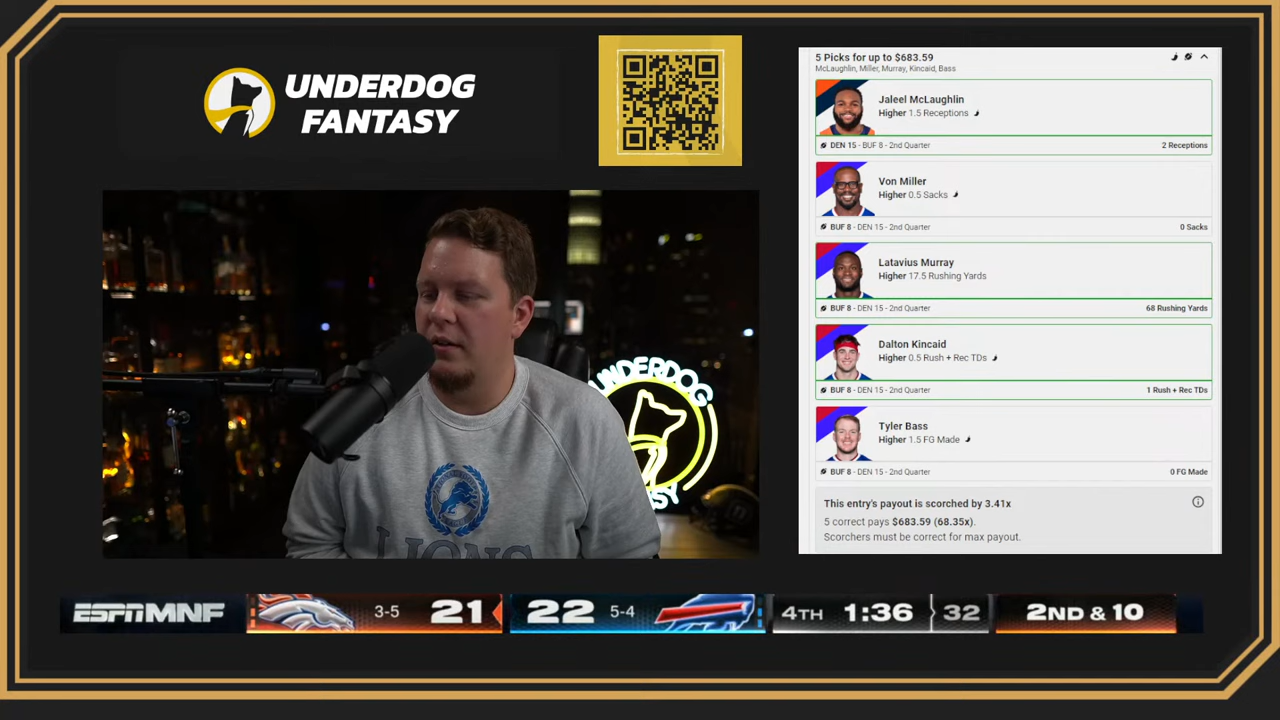 UNDERDOG
FANTASY
5 Picks for up to $683.59
McLaughlin, Miller, Murray, Kincaid, Bass
Jaleel McLaughlin
Higher 1.5 Receptions
DEN 15 - BUF 8 - 2nd Quarter
2 Receptions
Von Miller
Higher 0.5 Sacks
BUF 8 - DEN 15 - 2nd Quarter
0 Sacks
Latavius Murray
Higher 17.5 Rushing Yards
BUF 8 - DEN 15 - 2nd Quarter
68 Rushing Yards
Dalton Kincaid
Higher 0.5 Rush + Rec TDs
BUF 8 - DEN 15 - 2nd Quarter
1 Rush + Rec TDs
Tyler Bass
Higher 1.5 FG Made
BUF 8 - DEN 15 - 2nd Quarter
0 FG Made
This entry's payout is scorched by 3.41x
5 correct pays $683.59 (68.35x).
Scorchers must be correct for max payout.
UNDERDOG
FANTASY
LIONS
ESPN MNF 3-5 21 22 5-4 4TH 1:36 32 2ND & 10